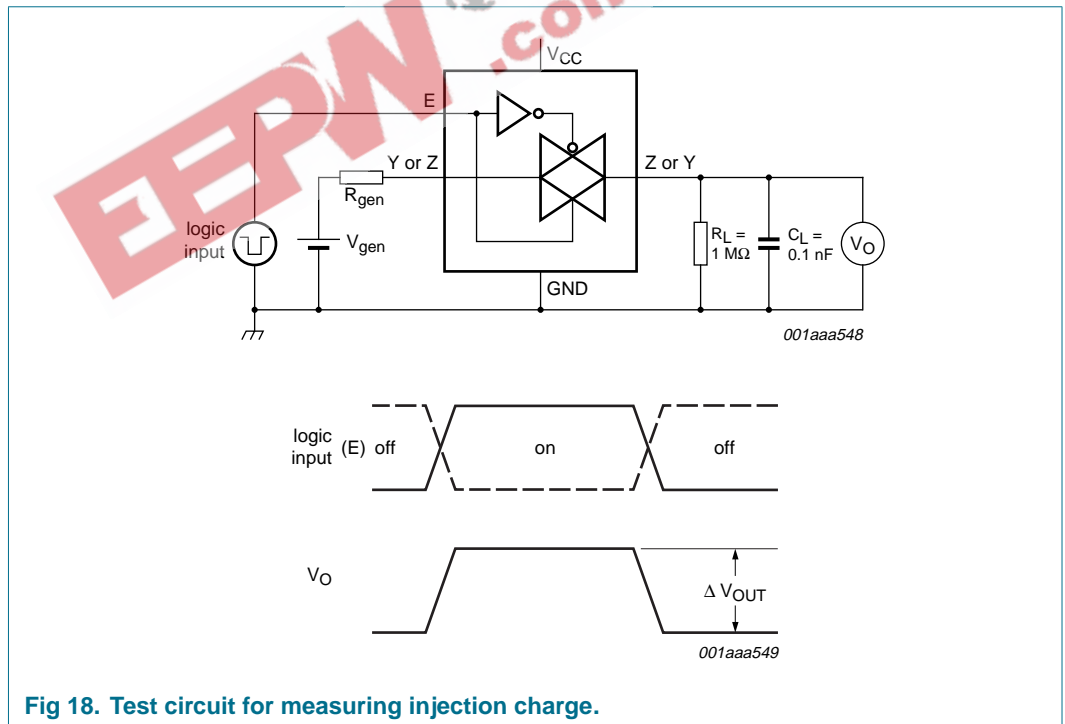 EEPW.com
VCC
E
Y or Z
Z or Y
Rgen
logic
input
Vgen
RL =
1 MΩ
CL =
0.1 nF
VO
GND
001aaa548
logic
input
(E) off
on
off
VO
Δ VOUT
001aaa549
Fig 18. Test circuit for measuring injection charge.